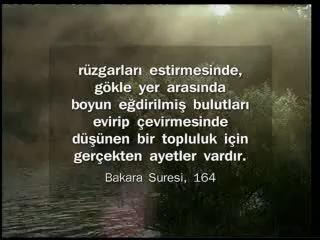 rüzgarları estirmesinde,
gökle yer arasında
boyun eğdirilmiş bulutları
evirip çevirmesinde
düşünen bir topluluk için
gerçekten ayetler vardır.
Bakara Suresi, 164